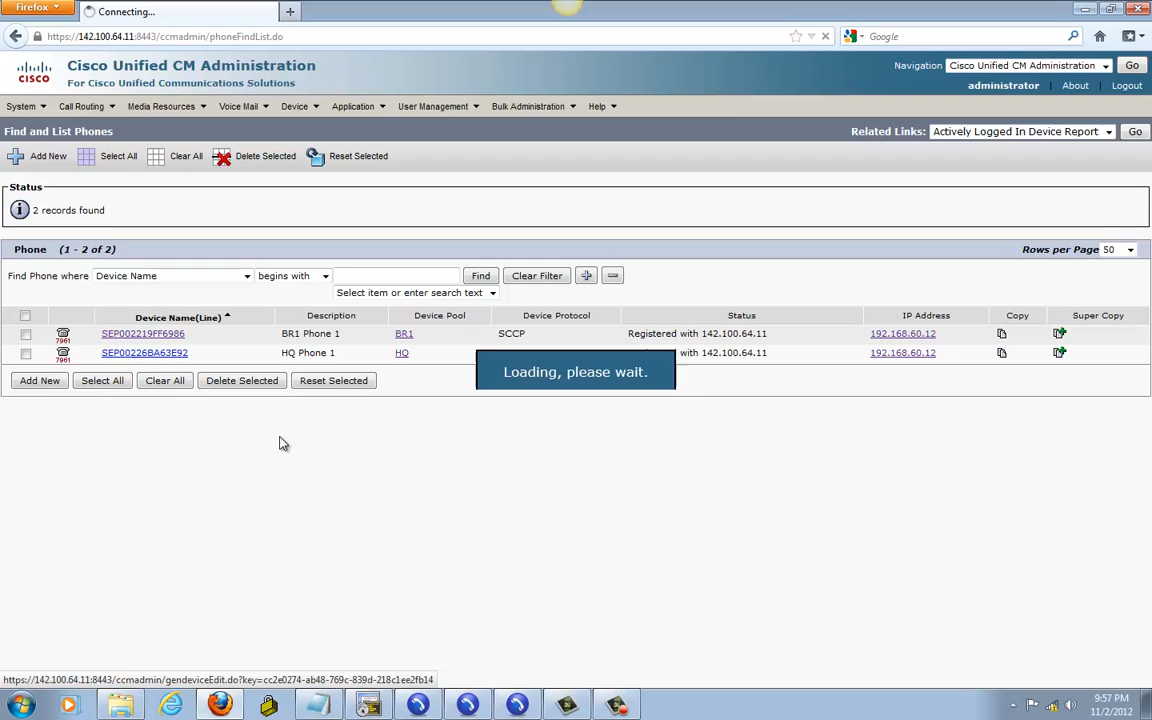 Firefox
Connecting...
https://142.100.64.11:8443/ccmadmin/phoneFindList.do
Google
CISCO
Cisco Unified CM Administration
For Cisco Unified Communications Solutions
Navigation Cisco Unified CM Administration Go
administrator About Logout
System Call Routing Media Resources Voice Mail Device Application User Management Bulk Administration Help
Find and List Phones
Related Links: Actively Logged In Device Report Go
Add New Select All Clear All Delete Selected Reset Selected
Status
2 records found
Phone (1 - 2 of 2)
Rows per Page 50
Find Phone where Device Name begins with Find Clear Filter
Select item or enter search text
Device Name(Line) Description Device Pool Device Protocol Status IP Address Copy Super Copy
7961 SEP002219FF6986 BR1 Phone 1 BR1 SCCP Registered with 142.100.64.11 192.168.60.12
7961 SEP00226BA63E92 HQ Phone 1 HQ with 142.100.64.11 192.168.60.12
Loading, please wait.
Add New Select All Clear All Delete Selected Reset Selected
https://142.100.64.11:8443/ccmadmin/gendeviceEdit.do?key=cc2e0274-ab48-769c-839d-218c1ee2fb14
9:57 PM
11/2/2012